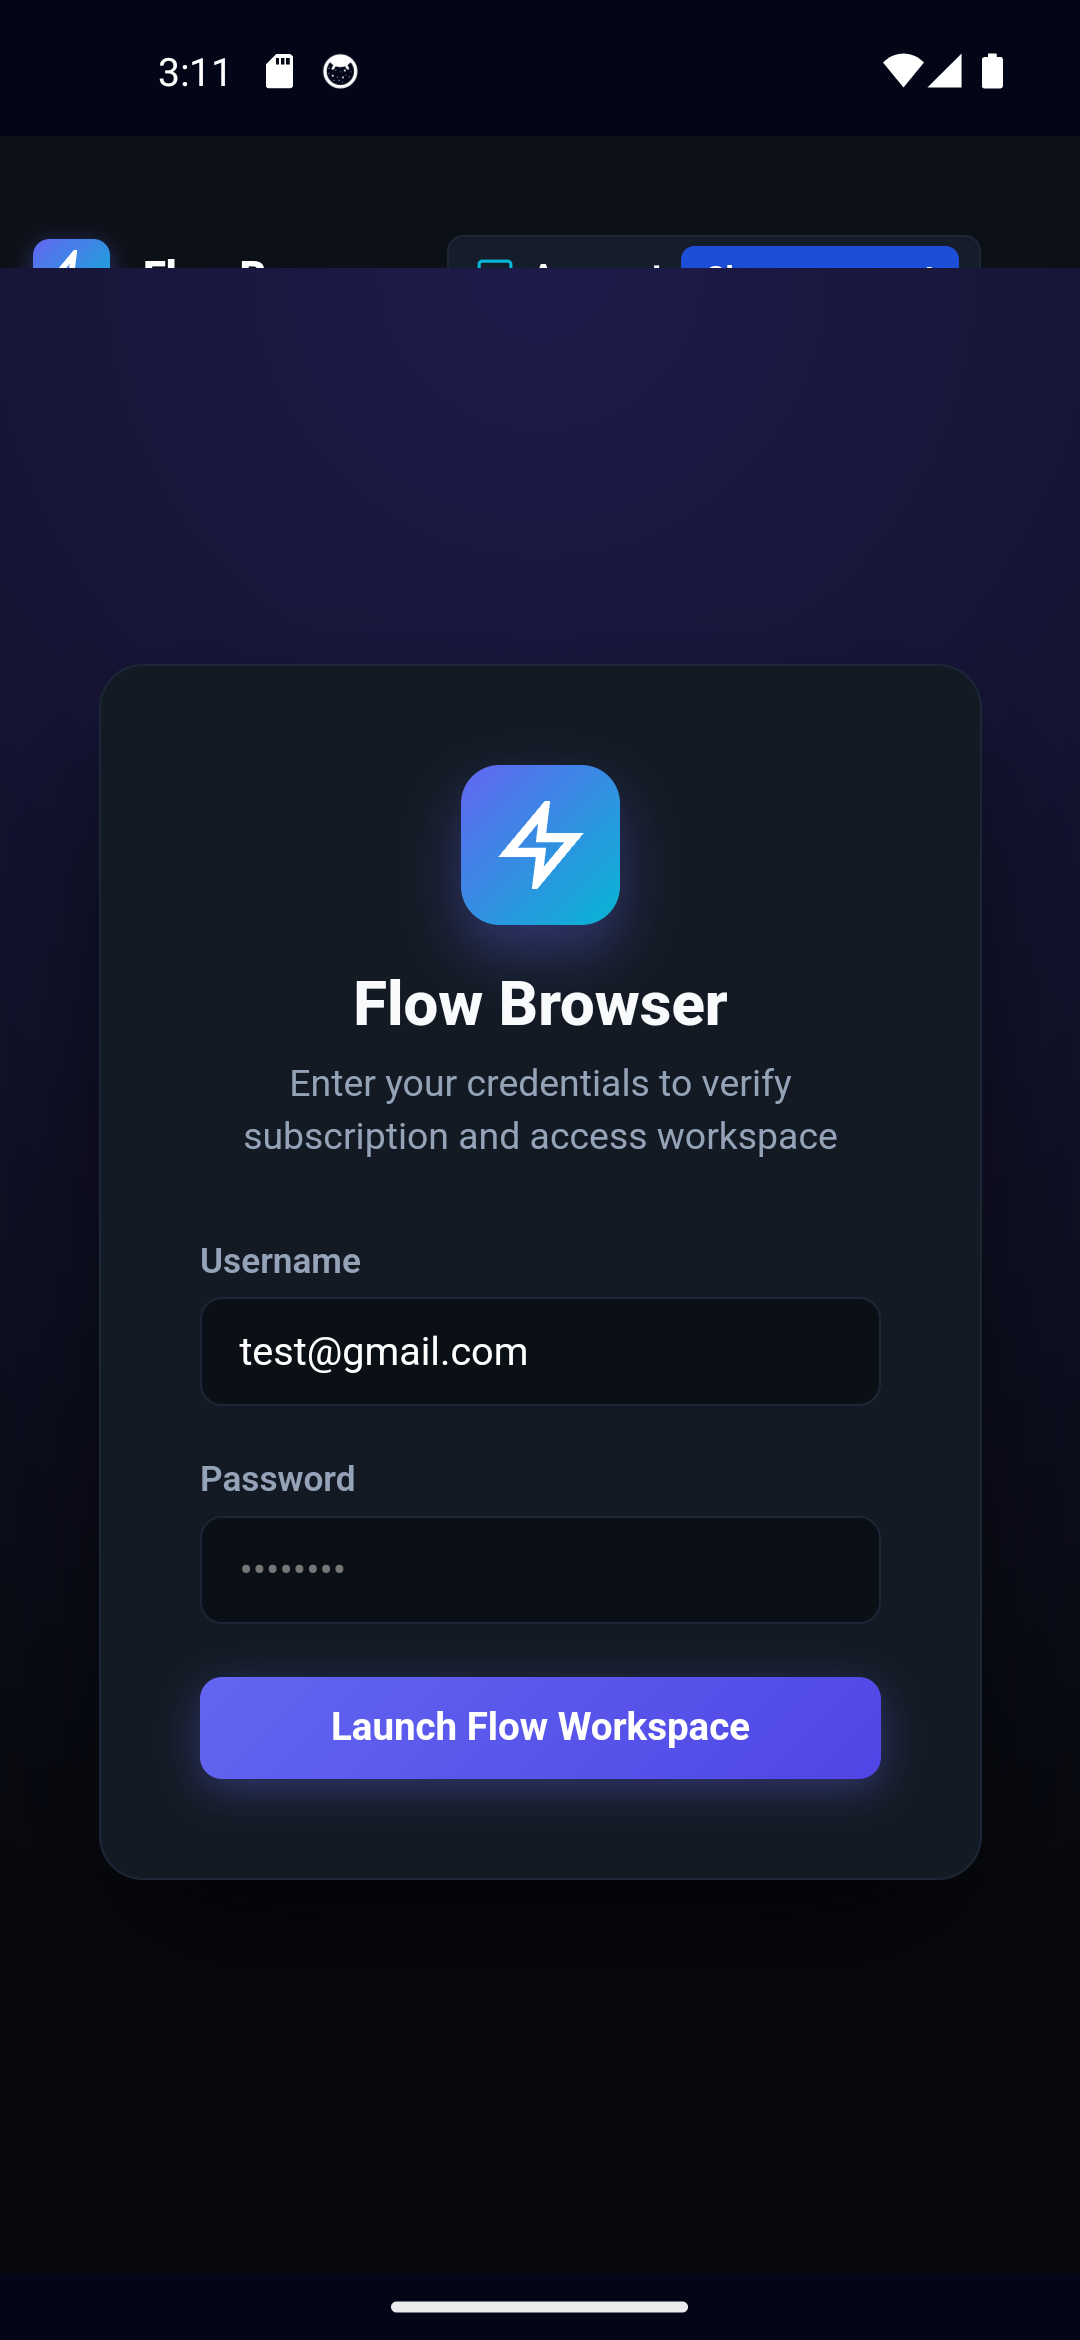 3:11
Flow Browser
Enter your credentials to verify
subscription and access workspace
Username
test@gmail.com
Password
••••••••
Launch Flow Workspace